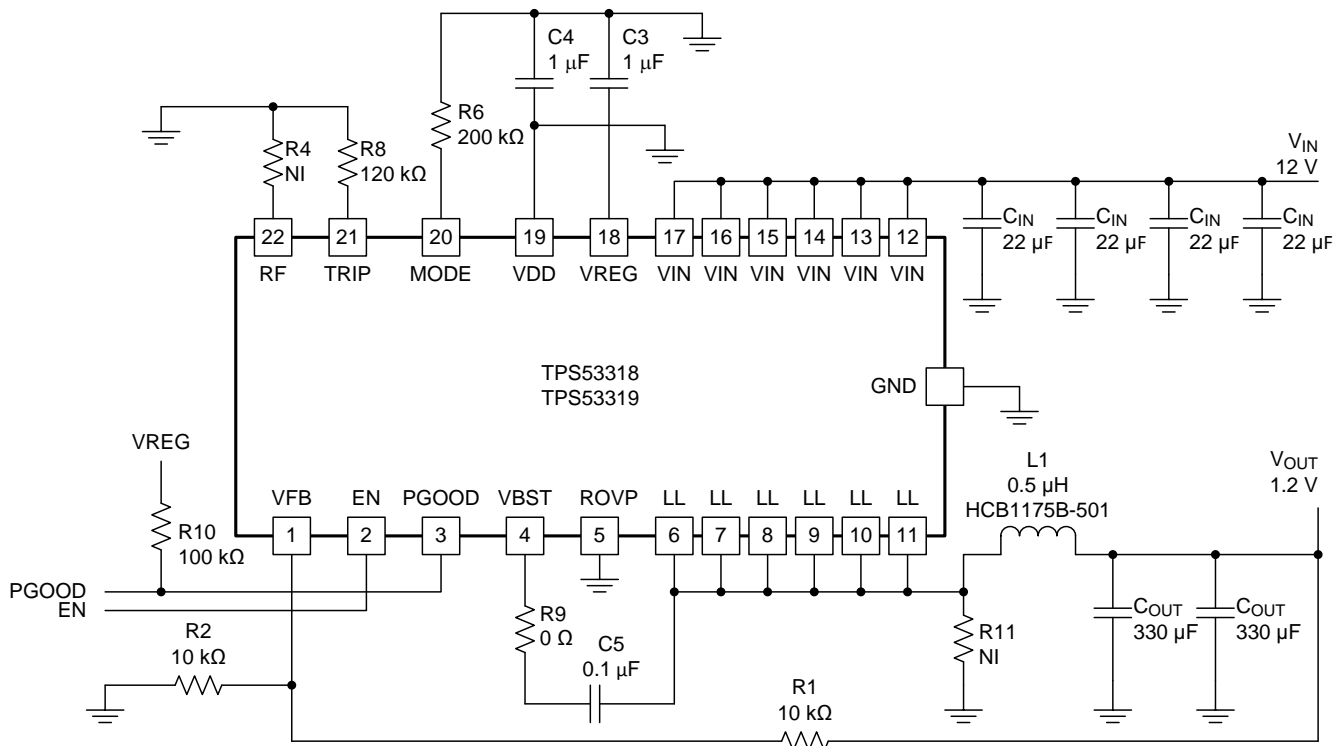 C4
1 µF
C3
1 µF
R6
200 kΩ
R4
NI
R8
120 kΩ
VIN
12 V
CIN
22 µF
CIN
22 µF
CIN
22 µF
CIN
22 µF
22 21 20 19 18 17 16 15 14 13 12
RF TRIP MODE VDD VREG VIN VIN VIN VIN VIN VIN
TPS53318
TPS53319
GND
VREG
R10
100 kΩ
VFB EN PGOOD VBST ROVP LL LL LL LL LL LL
1 2 3 4 5 6 7 8 9 10 11
L1
0.5 µH
HCB1175B-501
VOUT
1.2 V
PGOOD
EN
R9
0 Ω
C5
0.1 µF
R11
NI
COUT
330 µF
COUT
330 µF
R2
10 kΩ
R1
10 kΩ